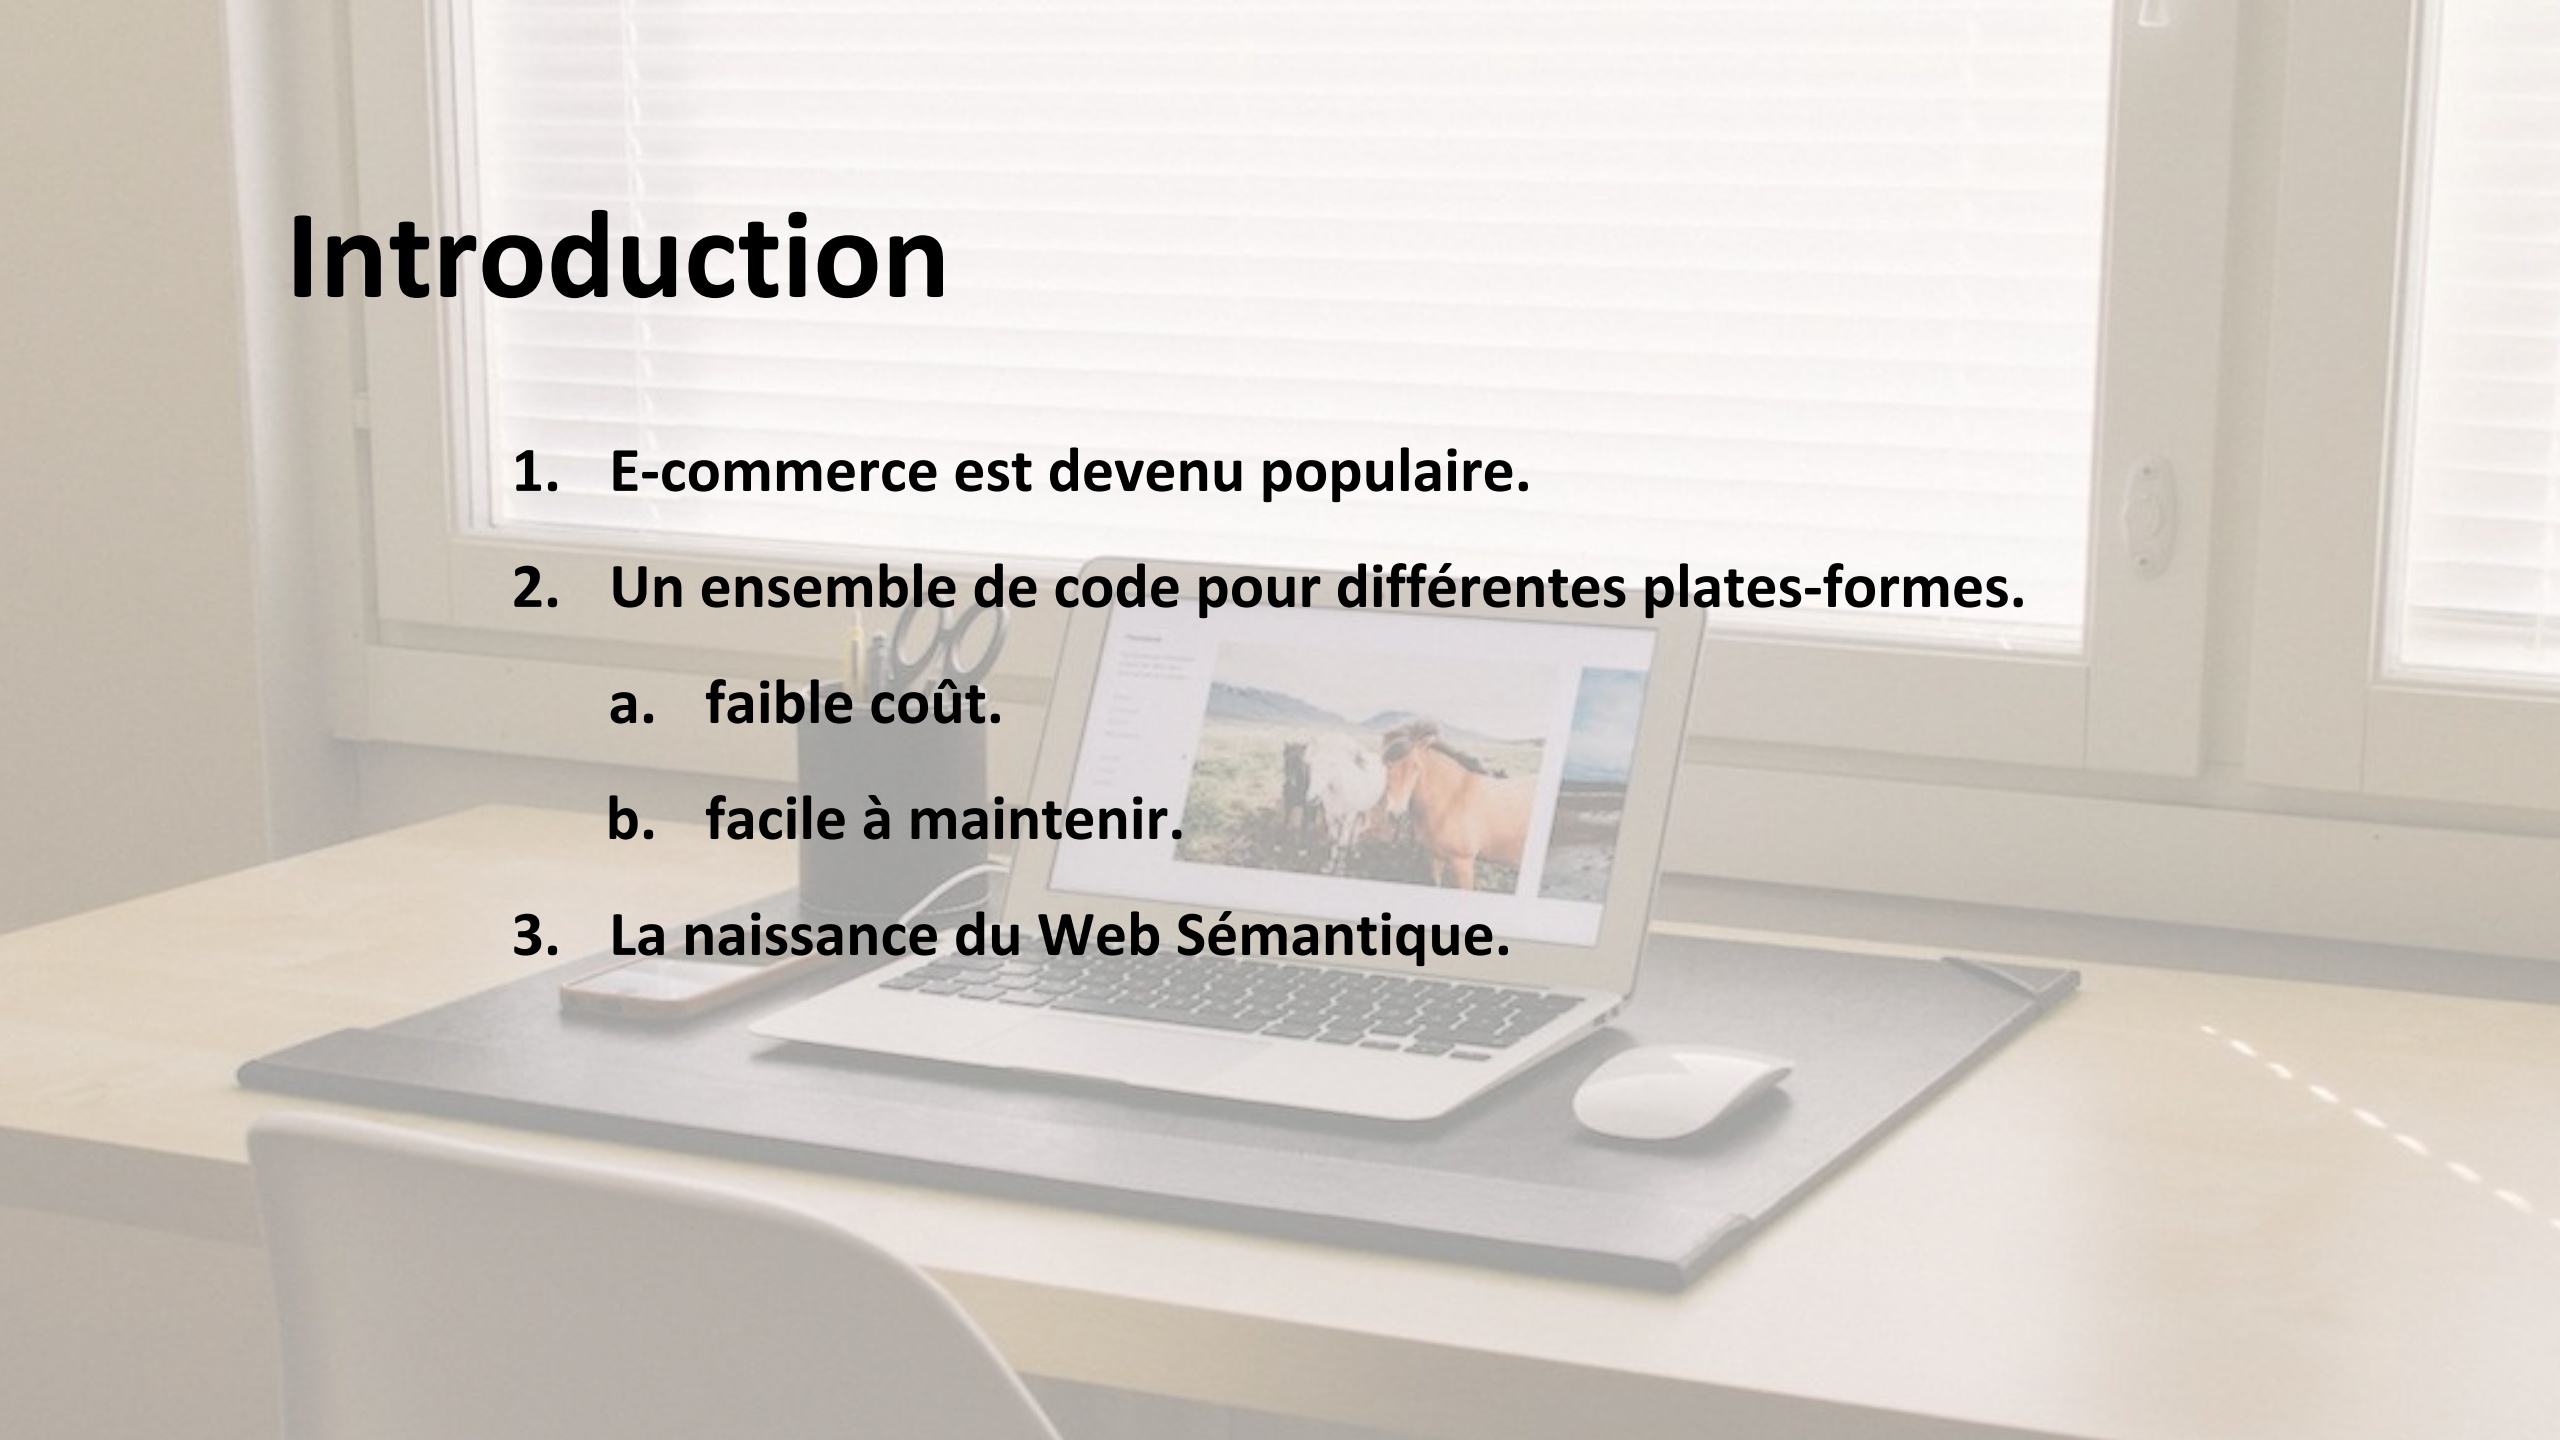 Introduction
1. E-commerce est devenu populaire.
2. Un ensemble de code pour différentes plates-formes.
a. faible coût.
b. facile à maintenir.
3. La naissance du Web Sémantique.